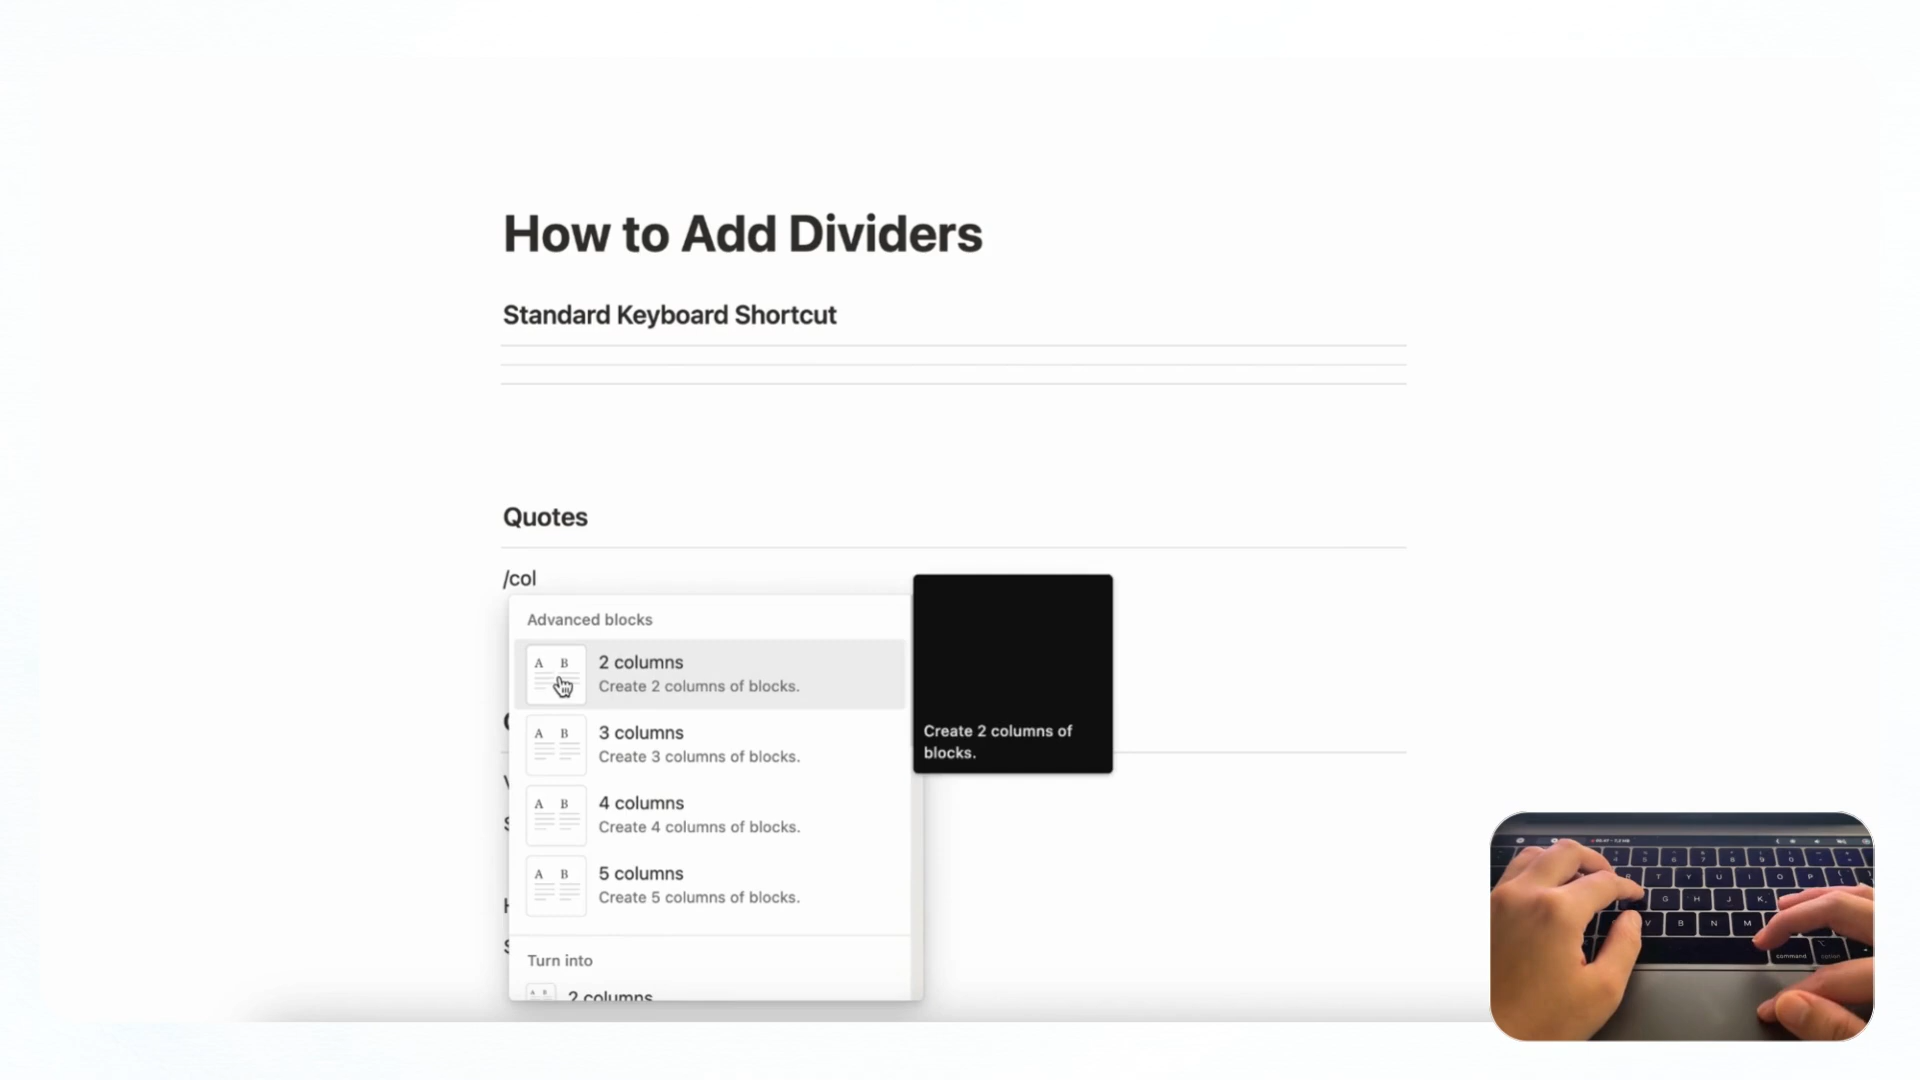 How to Add Dividers
Standard Keyboard Shortcut
Quotes
/col
Advanced blocks
A B
2 columns
Create 2 columns of blocks.
Create 2 columns of
blocks.
A B
3 columns
Create 3 columns of blocks.
A B
4 columns
Create 4 columns of blocks.
A B
5 columns
Create 5 columns of blocks.
Turn into
A B
2 columns
T Y U I O P
G H J K
V B N M
command option